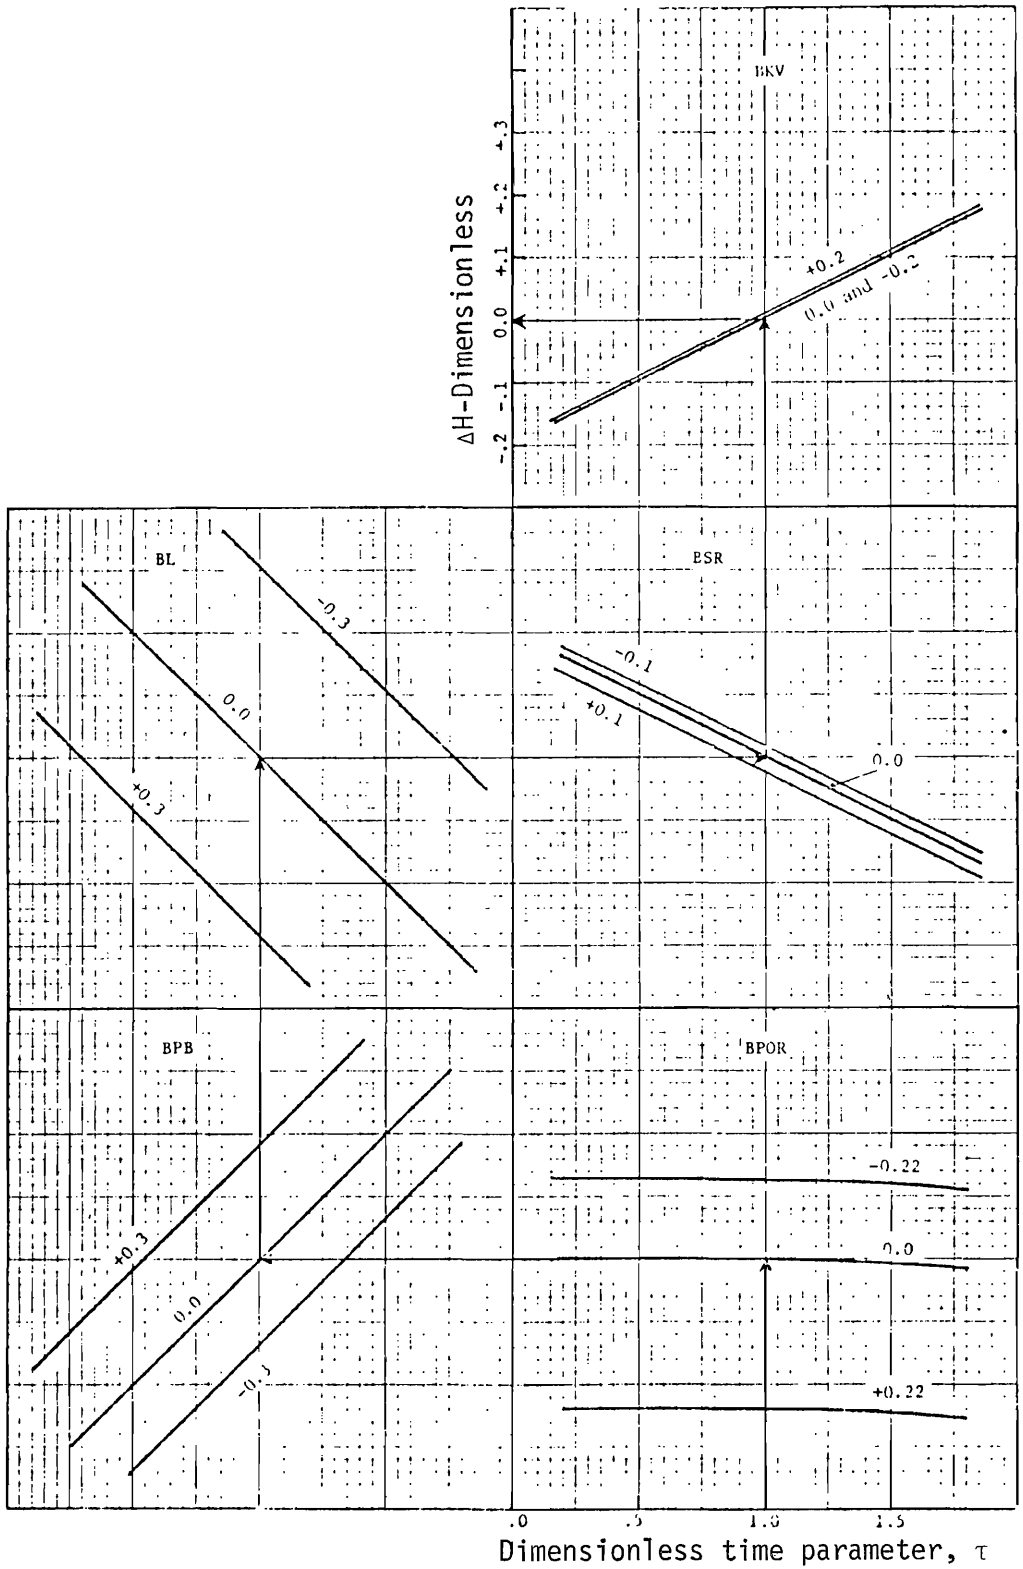 BKV
+.3
+.2
+.1
0.0
-.1
-.2
ΔH-Dimensionless
+0.2
0.0 and -0.2
BL
-0.3
0.0
+0.3
BSR
-0.1
+0.1
0.0
BPB
+0.3
0.0
-0.3
BPOR
-0.22
0.0
+0.22
.0 .5 1.0 1.5
Dimensionless time parameter, τ